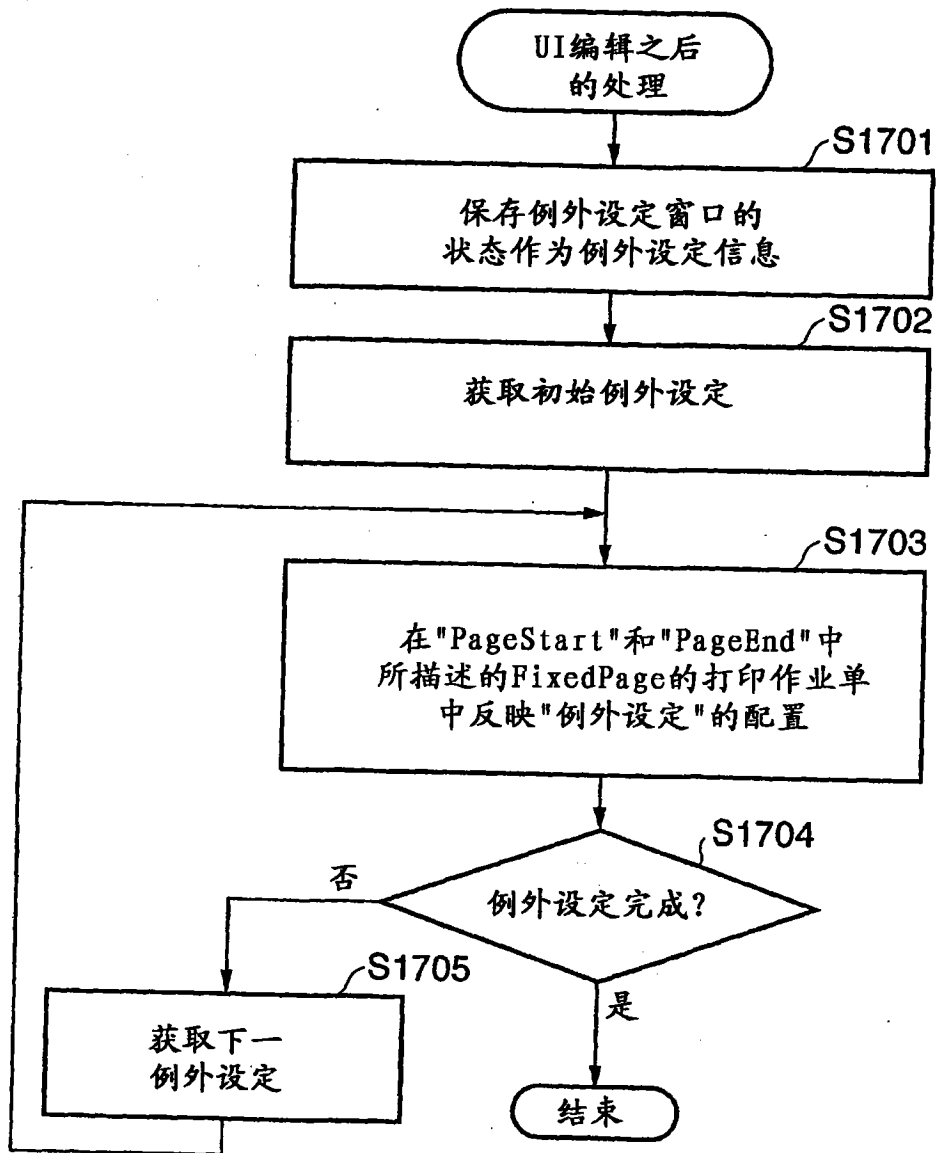 UI编辑之后
的处理
S1701
保存例外设定窗口的
状态作为例外设定信息
S1702
获取初始例外设定
S1703
在"PageStart"和"PageEnd"中
所描述的FixedPage的打印作业单
中反映"例外设定"的配置
S1704
例外设定完成?
否
S1705
获取下一
例外设定
是
结束